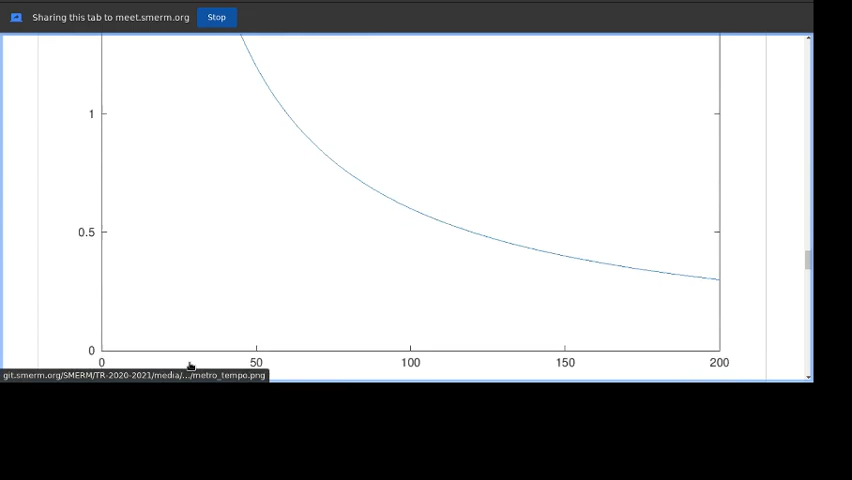 Sharing this tab to meet.smerm.org Stop
1
0.5
0
0 50 100 150 200
git.smerm.org/SMERM/TR-2020-2021/media/.../metro_tempo.png